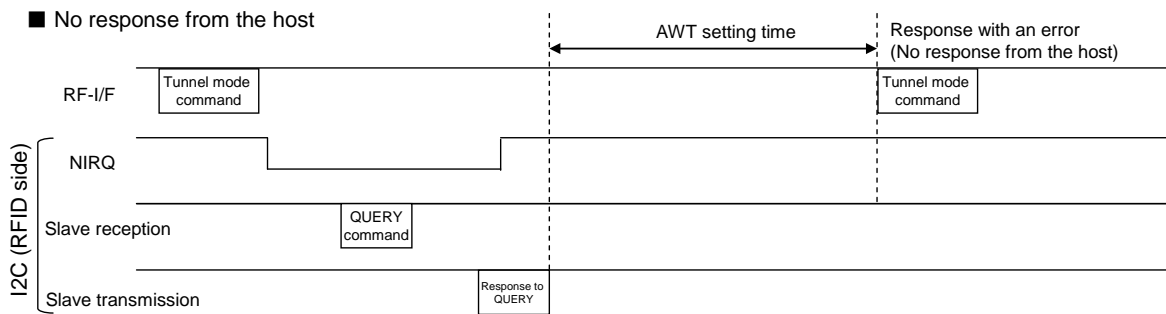 ■ No response from the host
AWT setting time
Response with an error
(No response from the host)
RF-I/F
Tunnel mode
command
Tunnel mode
command
I2C (RFID side)
NIRQ
Slave reception
QUERY
command
Slave transmission
Response to
QUERY